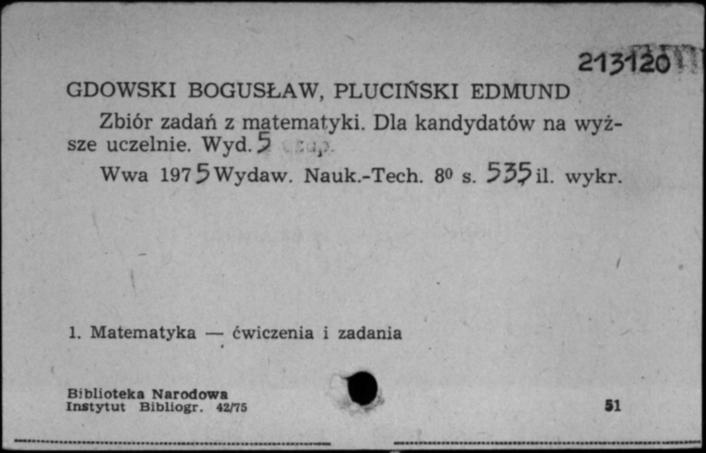 213120
GDOWSKI BOGUSŁAW, PLUCIŃSKI EDMUND
Zbiór zadań z matematyki. Dla kandydatów na wyż-
sze uczelnie. Wyd. 5
Wwa 1975 Wydaw. Nauk.-Tech. 8⁰ s. 535 il. wykr.
1. Matematyka — ćwiczenia i zadania
Biblioteka Narodowa
Instytut Bibliogr. 42/75
51